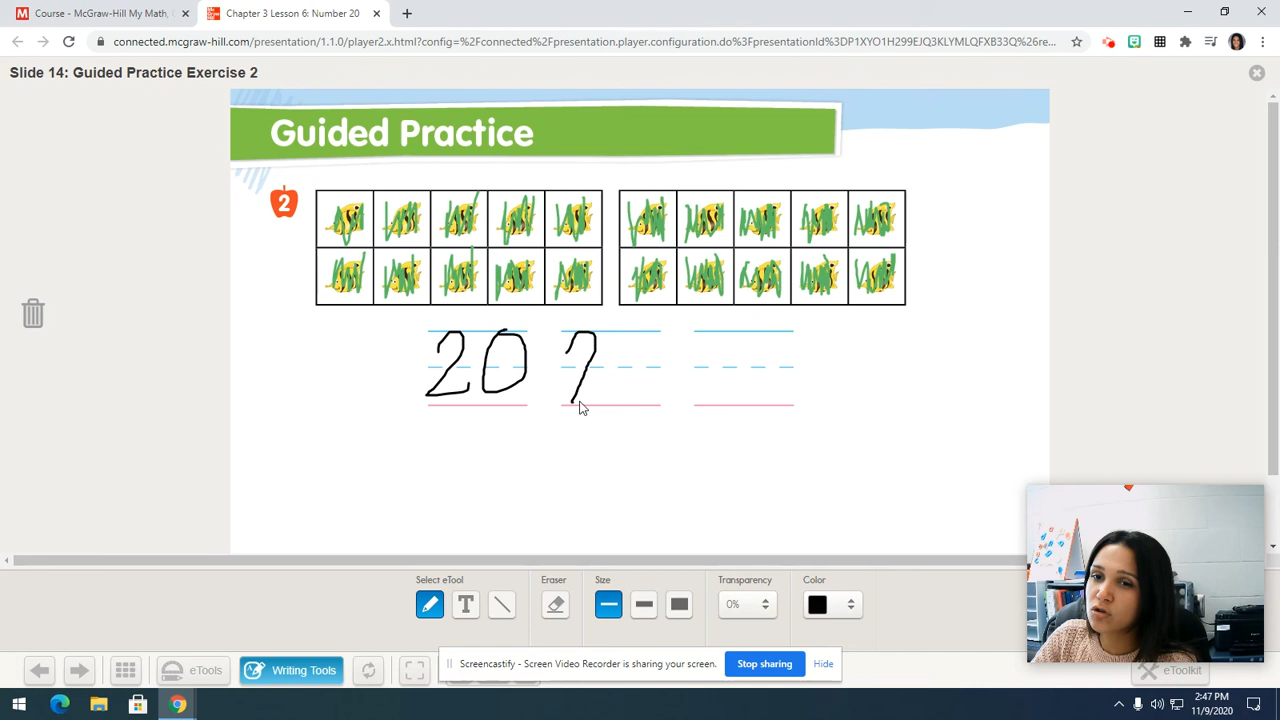 Course - McGraw-Hill My Math,
Chapter 3 Lesson 6: Number 20
connected.mcgraw-hill.com/presentation/1.1.0/player2.x.html?config=%2Fconnected%2Fpresentation.player.configuration.do%3FpresentationId%3DP1XYO1H299EJQ3KLYMLQFXB33Q%26re...
Slide 14: Guided Practice Exercise 2
Guided Practice
2
20 2
Select eTool
Eraser
Size
Transparency
Color
T
0%
Screencastify - Screen Video Recorder is sharing your screen.
Stop sharing
Hide
eTools
Writing Tools
eToolkit
2:47 PM
11/9/2020